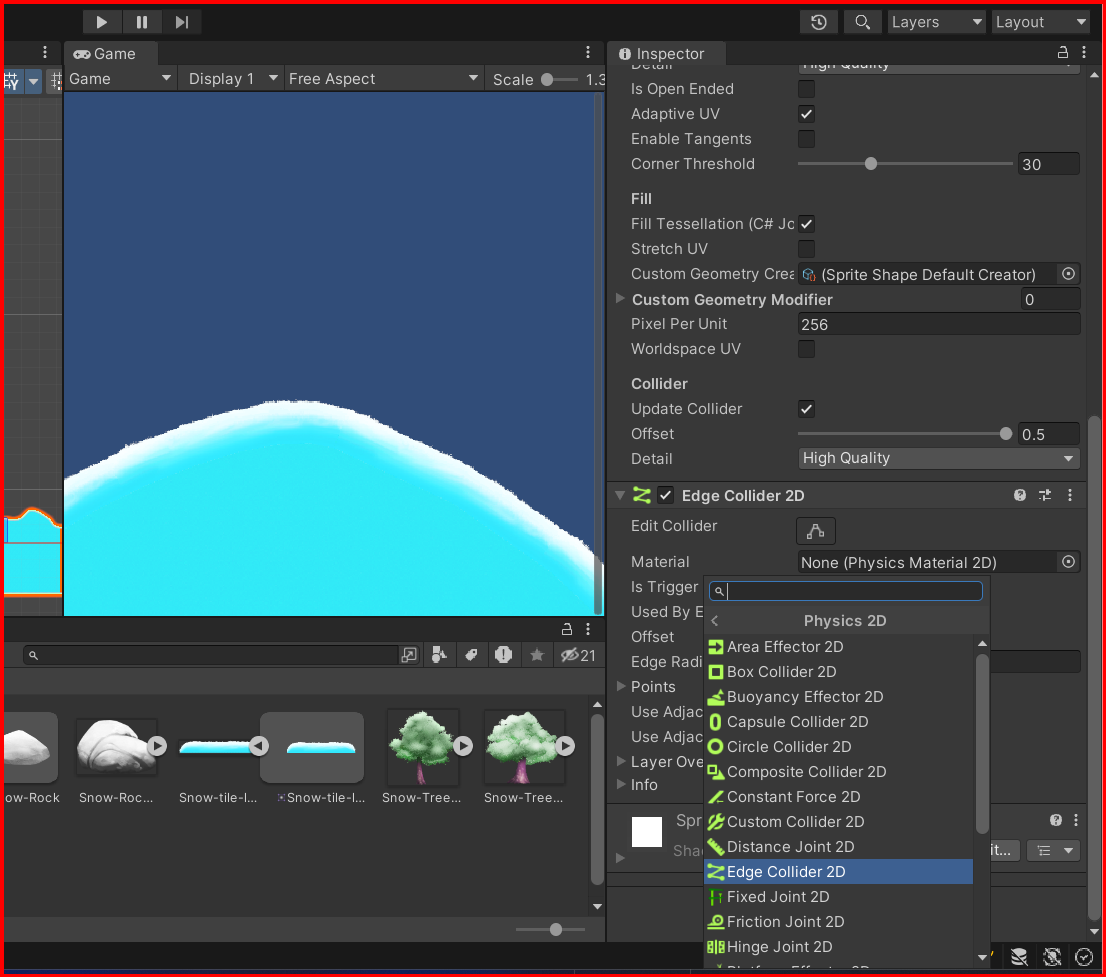 Layers
Layout
Game
Inspector
Game
Display 1
Free Aspect
Scale
1.3
Detail
High Quality
Is Open Ended
Adaptive UV
Enable Tangents
Corner Threshold
30
Fill
Fill Tessellation (C# Jo
Stretch UV
Custom Geometry Crea
(Sprite Shape Default Creator)
Custom Geometry Modifier
0
Pixel Per Unit
256
Worldspace UV
Collider
Update Collider
Offset
0.5
Detail
High Quality
Edge Collider 2D
Edit Collider
Material
None (Physics Material 2D)
Is Trigger
Used By E
Offset
Edge Radi
Points
Use Adjac
Use Adjac
Layer Ove
Info
Spr
Sha
it...
Physics 2D
Area Effector 2D
Box Collider 2D
Buoyancy Effector 2D
Capsule Collider 2D
Circle Collider 2D
Composite Collider 2D
Constant Force 2D
Custom Collider 2D
Distance Joint 2D
Edge Collider 2D
Fixed Joint 2D
Friction Joint 2D
Hinge Joint 2D
Platform Effector 2D
21
ow-Rock
Snow-Roc...
Snow-tile-l...
Snow-tile-l...
Snow-Tree...
Snow-Tree...